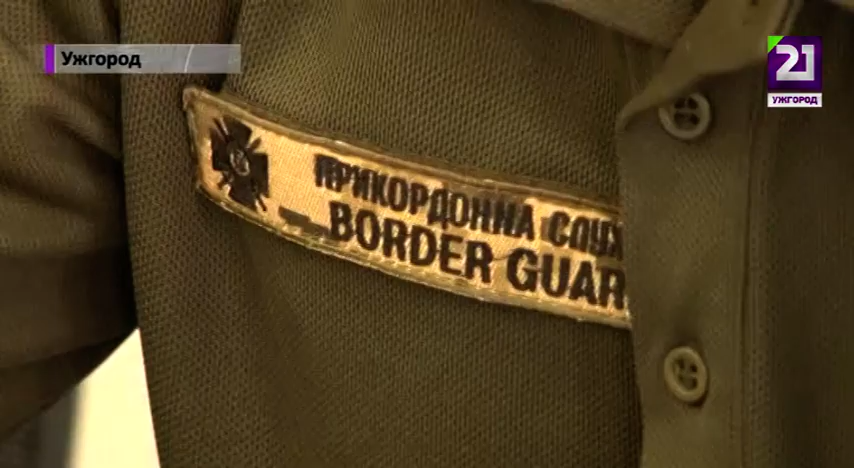 Ужгород
21
УЖГОРОД
ПРИКОРДОННА СЛУЖ
BORDER GUAR